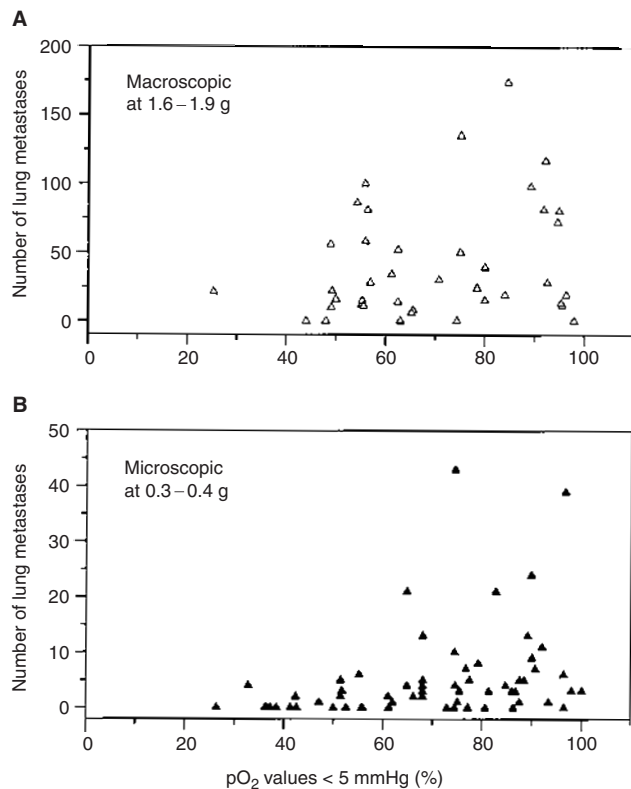 A
Number of lung metastases
200
150
100
50
0
Macroscopic
at 1.6–1.9 g
0 20 40 60 80 100
B
Number of lung metastases
50
40
30
20
10
0
Microscopic
at 0.3–0.4 g
0 20 40 60 80 100
pO₂ values < 5 mmHg (%)